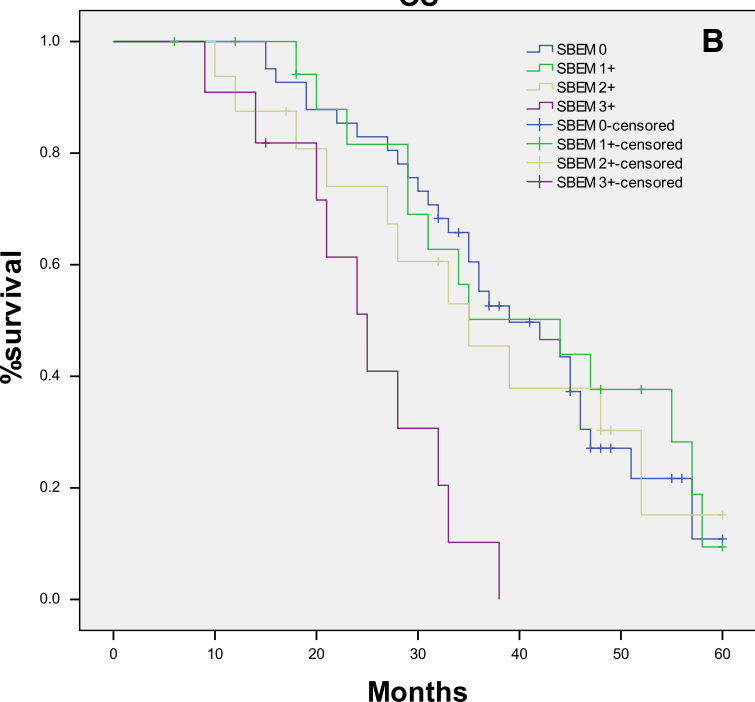 OS
B
SBEM 0
SBEM 1+
SBEM 2+
SBEM 3+
SBEM 0-censored
SBEM 1+-censored
SBEM 2+-censored
SBEM 3+-censored
%survival
1.0
0.8
0.6
0.4
0.2
0.0
0 10 20 30 40 50 60
Months